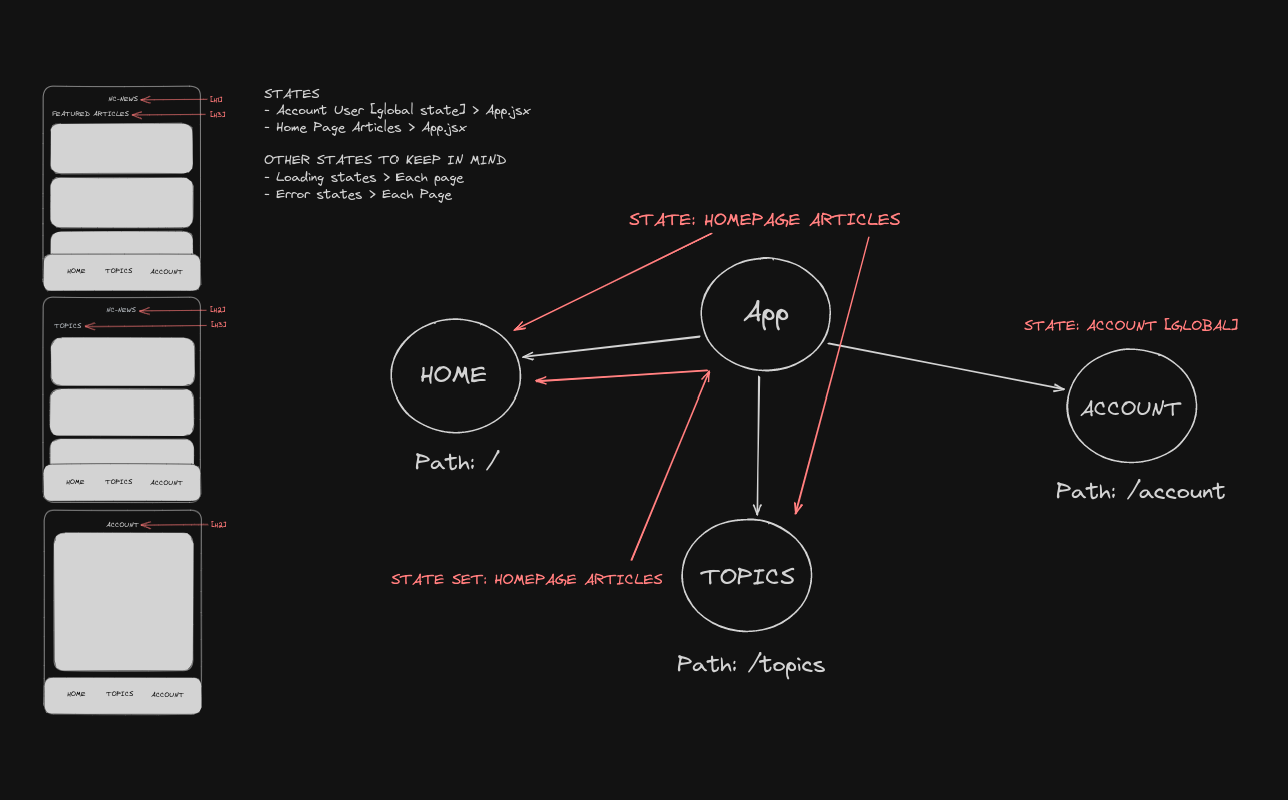 NC-NEWS
[H1]
FEATURED ARTICLES
[H3]
HOME
TOPICS
ACCOUNT
NC-NEWS
[H2]
TOPICS
[H3]
HOME
TOPICS
ACCOUNT
ACCOUNT
[H2]
HOME
TOPICS
ACCOUNT
STATES
- Account User [global state] > App.jsx
- Home Page Articles > App.jsx
OTHER STATES TO KEEP IN MIND
- Loading states > Each page
- Error states > Each Page
STATE: HOMEPAGE ARTICLES
App
HOME
Path: /
STATE: ACCOUNT [GLOBAL]
ACCOUNT
Path: /account
STATE SET: HOMEPAGE ARTICLES
TOPICS
Path: /topics